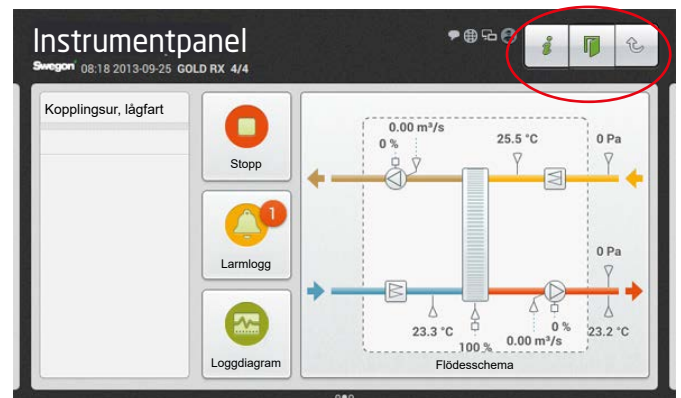 Instrumentpanel
Swegon 08:18 2013-09-25 GOLD RX 4/4
i
Kopplingsur, lågfart
Stopp
1
Larmlogg
Loggdiagram
0.00 m³/s
0 %
25.5 °C
0 Pa
0 Pa
23.3 °C
100 %
0.00 m³/s
0 %
23.2 °C
Flödesschema